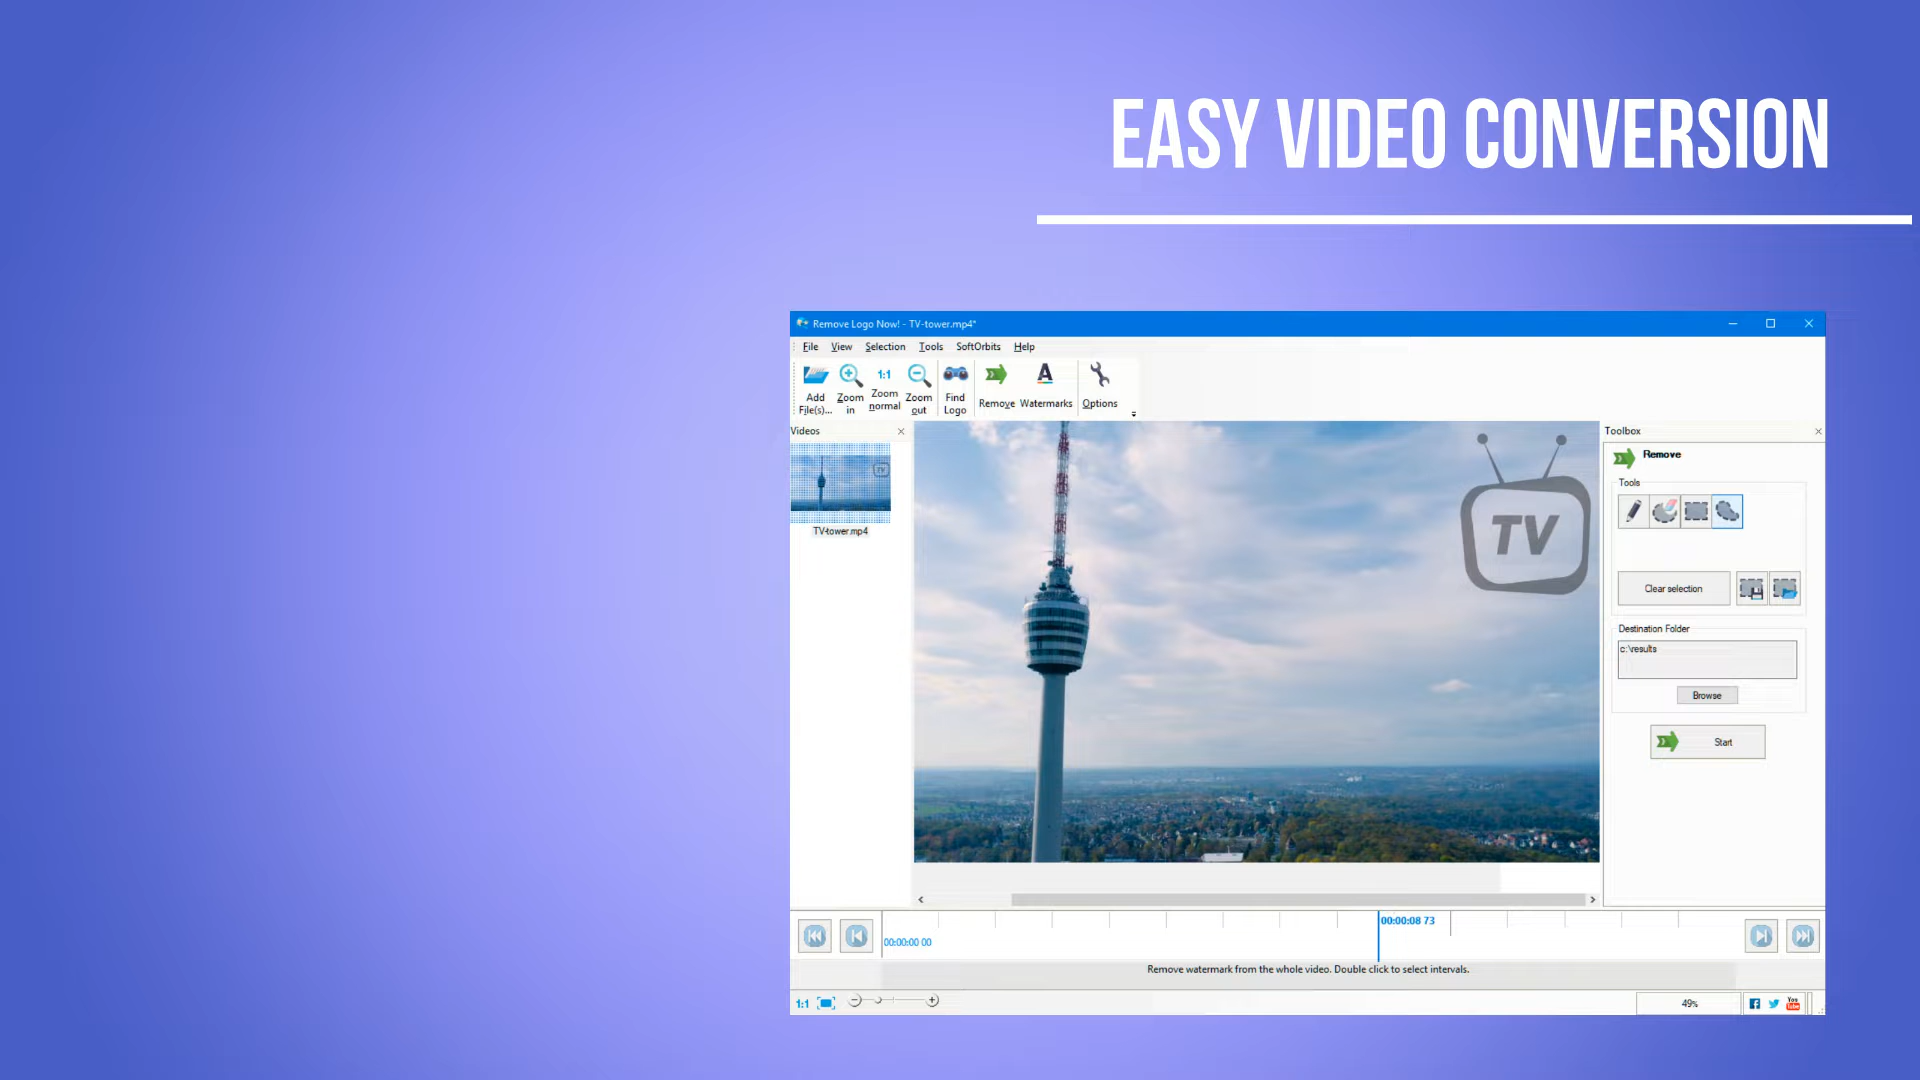 EASY VIDEO CONVERSION
Remove Logo Now! - TV-tower.mp4*
File View Selection Tools SoftOrbits Help
Add File(s)...
Zoom in
1:1
Zoom normal
Zoom out
Find Logo
Remove
Watermarks
Options
Videos
TV
TV-tower.mp4
TV
Toolbox
Remove
Tools
Clear selection
Destination Folder
c:\results
Browse
Start
00:00:08 73
00:00:00 00
Remove watermark from the whole video. Double click to select intervals.
1:1
49%
You Tube